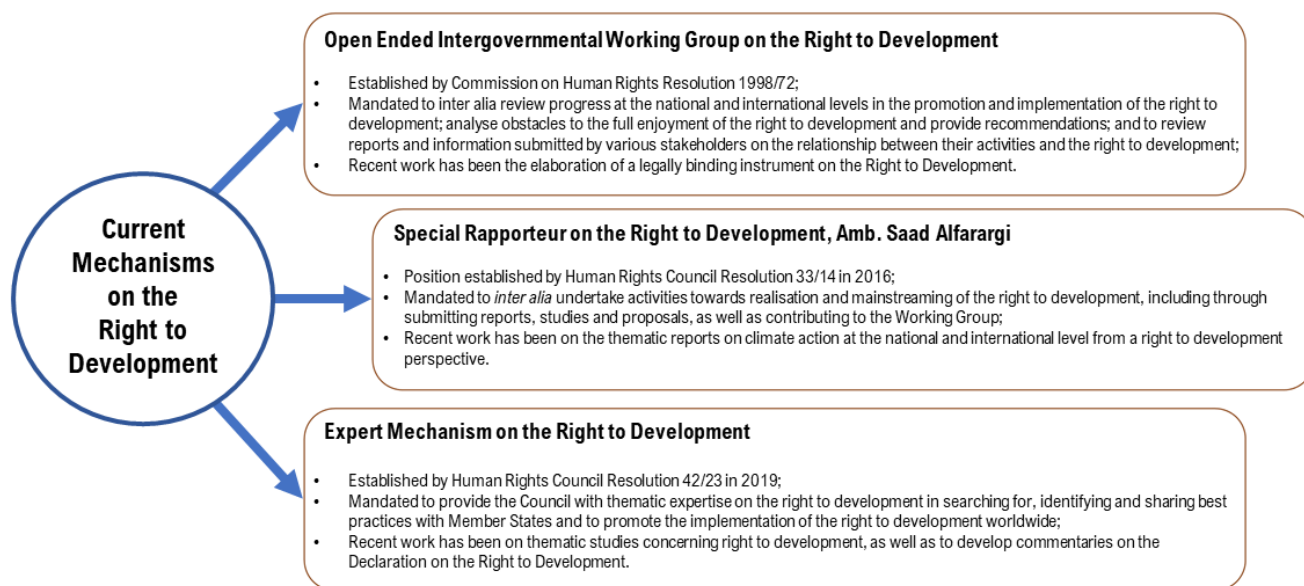 Current
Mechanisms
on the
Right to
Development
Open Ended Intergovernmental Working Group on the Right to Development
• Established by Commission on Human Rights Resolution 1998/72;
• Mandated to inter alia review progress at the national and international levels in the promotion and implementation of the right to
development; analyse obstacles to the full enjoyment of the right to development and provide recommendations; and to review
reports and information submitted by various stakeholders on the relationship between their activities and the right to development;
• Recent work has been the elaboration of a legally binding instrument on the Right to Development.
Special Rapporteur on the Right to Development, Amb. Saad Alfarargi
• Position established by Human Rights Council Resolution 33/14 in 2016;
• Mandated to inter alia undertake activities towards realisation and mainstreaming of the right to development, including through
submitting reports, studies and proposals, as well as contributing to the Working Group;
• Recent work has been on the thematic reports on climate action at the national and international level from a right to development
perspective.
Expert Mechanism on the Right to Development
• Established by Human Rights Council Resolution 42/23 in 2019;
• Mandated to provide the Council with thematic expertise on the right to development in searching for, identifying and sharing best
practices with Member States and to promote the implementation of the right to development worldwide;
• Recent work has been on thematic studies concerning right to development, as well as to develop commentaries on the
Declaration on the Right to Development.